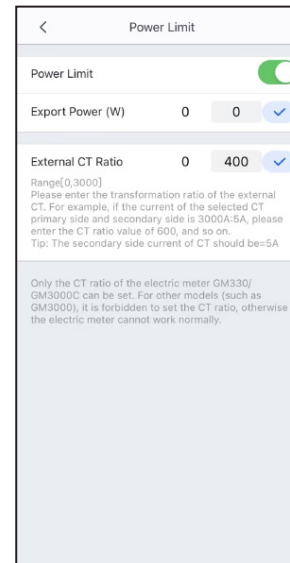 Power Limit
Power Limit
Export Power (W) 0 0
External CT Ratio 0 400
Range[0,3000]
Please enter the transformation ratio of the external
CT. For example, if the current of the selected CT
primary side and secondary side is 3000A:5A, please
enter the CT ratio value of 600, and so on.
Tip: The secondary side current of CT should be=5A
Only the CT ratio of the electric meter GM330/
GM3000C can be set. For other models (such as
GM3000), it is forbidden to set the CT ratio, otherwise
the electric meter cannot work normally.